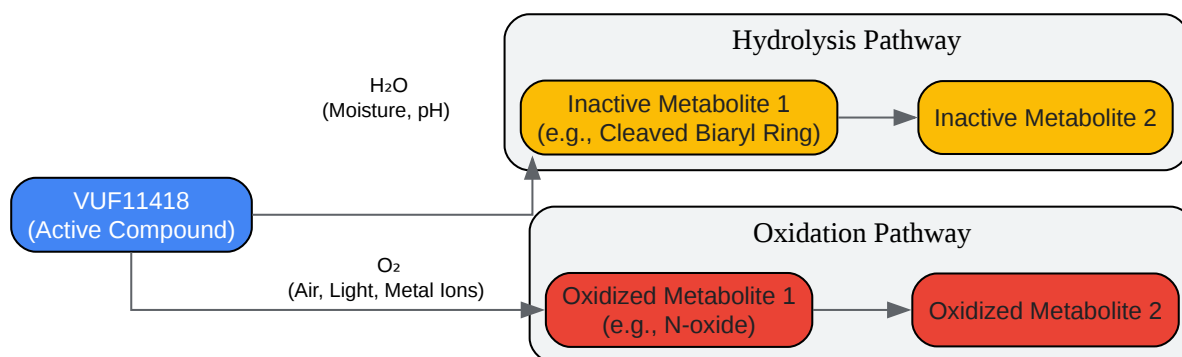 Hydrolysis Pathway
H₂O
(Moisture, pH)
Inactive Metabolite 1
(e.g., Cleaved Biaryl Ring)
Inactive Metabolite 2
VUF11418
(Active Compound)
Oxidation Pathway
O₂
(Air, Light, Metal Ions)
Oxidized Metabolite 1
(e.g., N-oxide)
Oxidized Metabolite 2